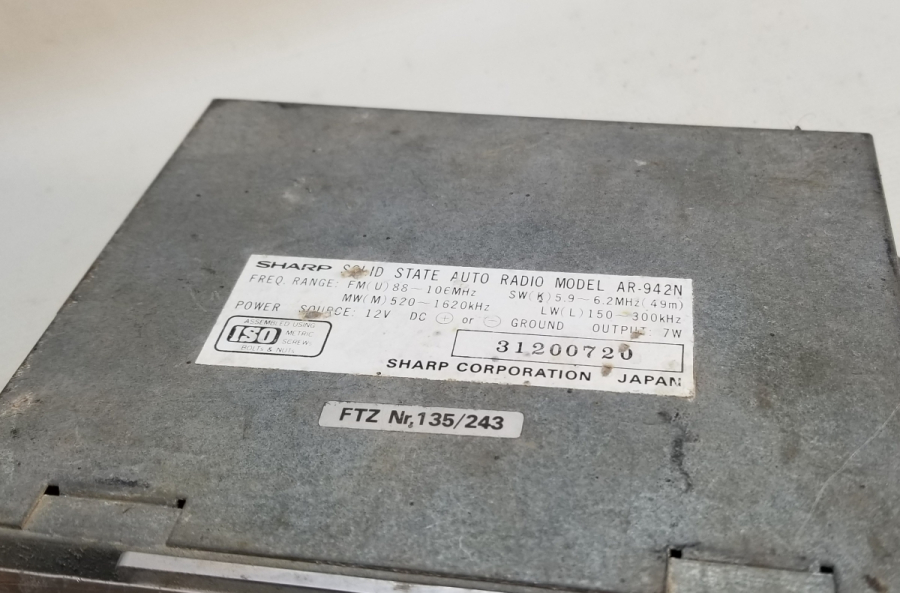 SHARP SOLID STATE AUTO RADIO MODEL AR-942N
FREQ. RANGE: FM(U)88~106MHz SW(K)5.9~6.2MHz(49m)
MW(M)520~1620kHz LW(L)150~300kHz
POWER SOURCE: 12V DC ⊕ or ⊖ GROUND OUTPUT: 7W
ASSEMBLED USING
ISO METRIC
SCREWS
BOLTS & NUTS
31200720
SHARP CORPORATION JAPAN
FTZ Nr. 135/243